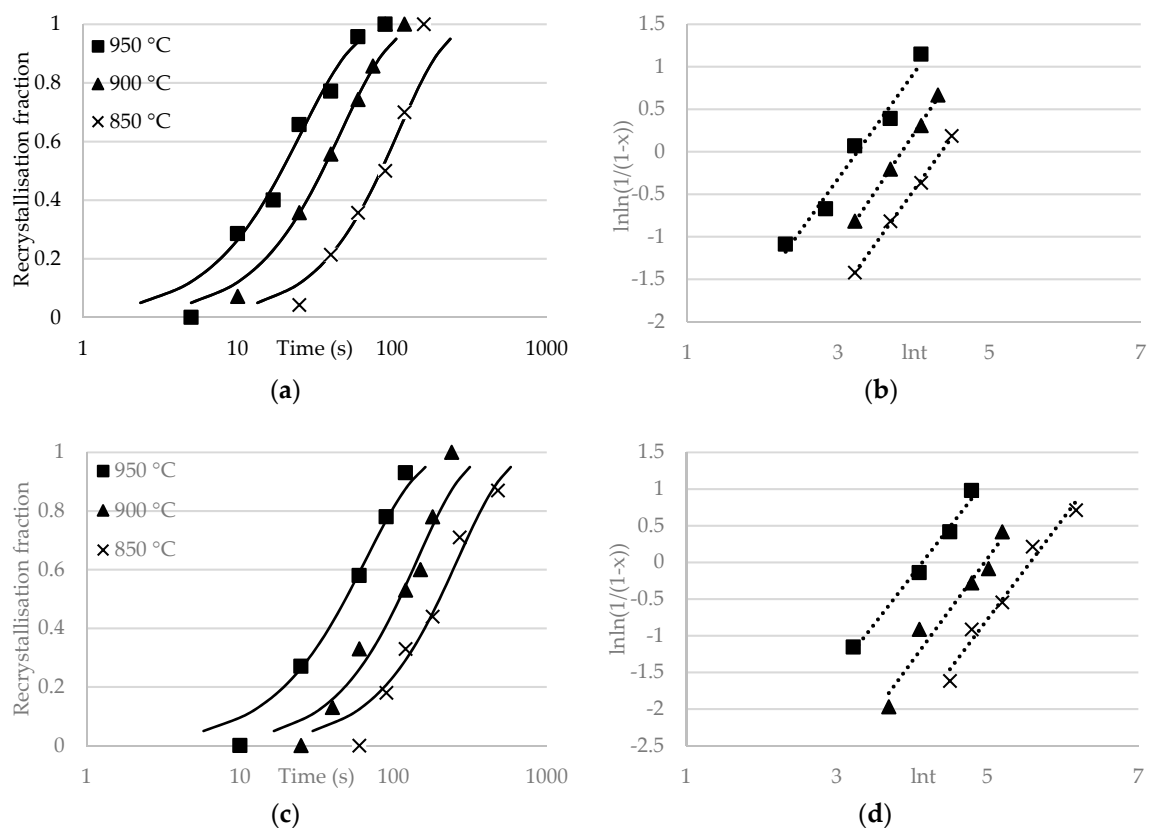 1
0.8
0.6
0.4
0.2
0
Recrystallisation fraction
950 °C
900 °C
850 °C
1 10 100 1000
Time (s)
(a)
1.5
1
0.5
0
-0.5
-1
-1.5
-2
lnln(1/(1-x))
1 3 5 7
lnt
(b)
1
0.8
0.6
0.4
0.2
0
Recrystallisation fraction
950 °C
900 °C
850 °C
1 10 100 1000
Time (s)
(c)
1.5
1
0.5
0
-0.5
-1
-1.5
-2
-2.5
lnln(1/(1-x))
1 3 5 7
lnt
(d)